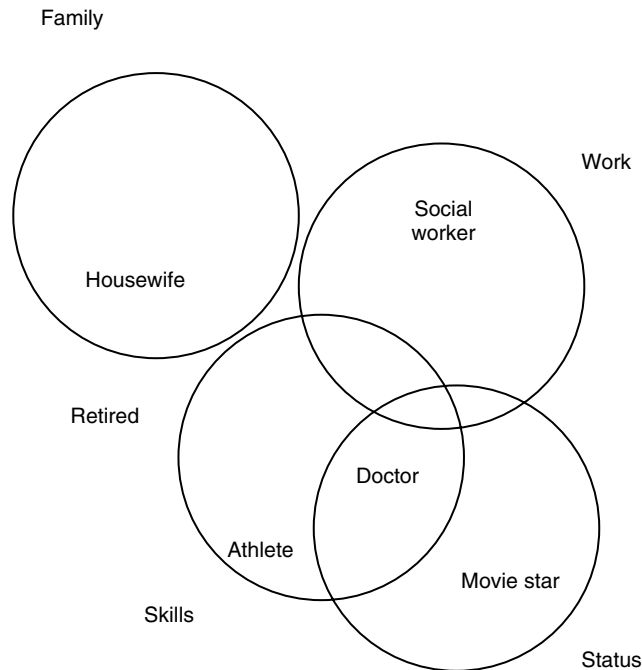 Family
Work
Social
worker
Housewife
Retired
Doctor
Athlete
Movie star
Skills
Status